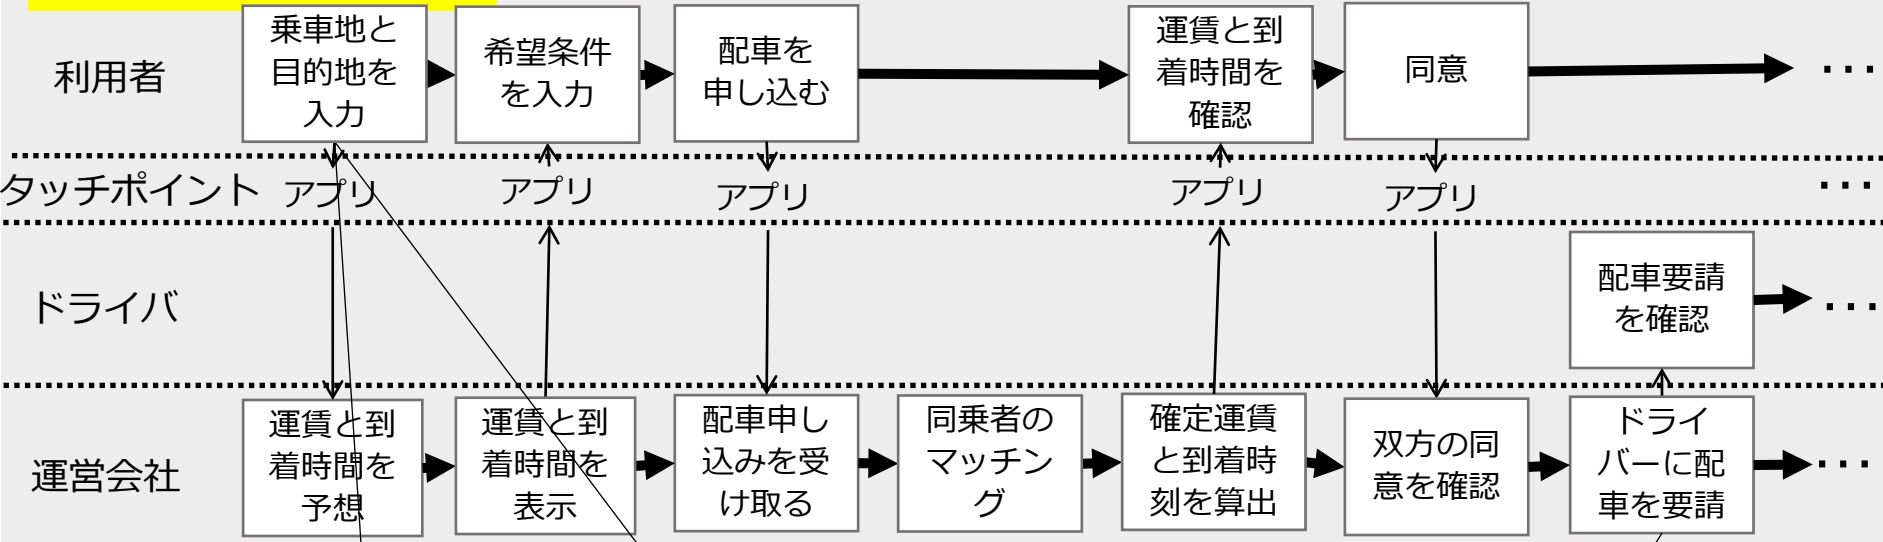 利用者
乗車地と
目的地を
入力
希望条件
を入力
配車を
申し込む
運賃と到
着時間を
確認
同意
...
タッチポイント
アプリ
アプリ
アプリ
アプリ
アプリ
...
ドライバ
配車要請
を確認
...
運営会社
運賃と到
着時間を
予想
運賃と到
着時間を
表示
配車申し
込みを受
け取る
同乗者の
マッチン
グ
確定運賃
と到着時
刻を算出
双方の同
意を確認
ドライ
バーに配
車を要請
...